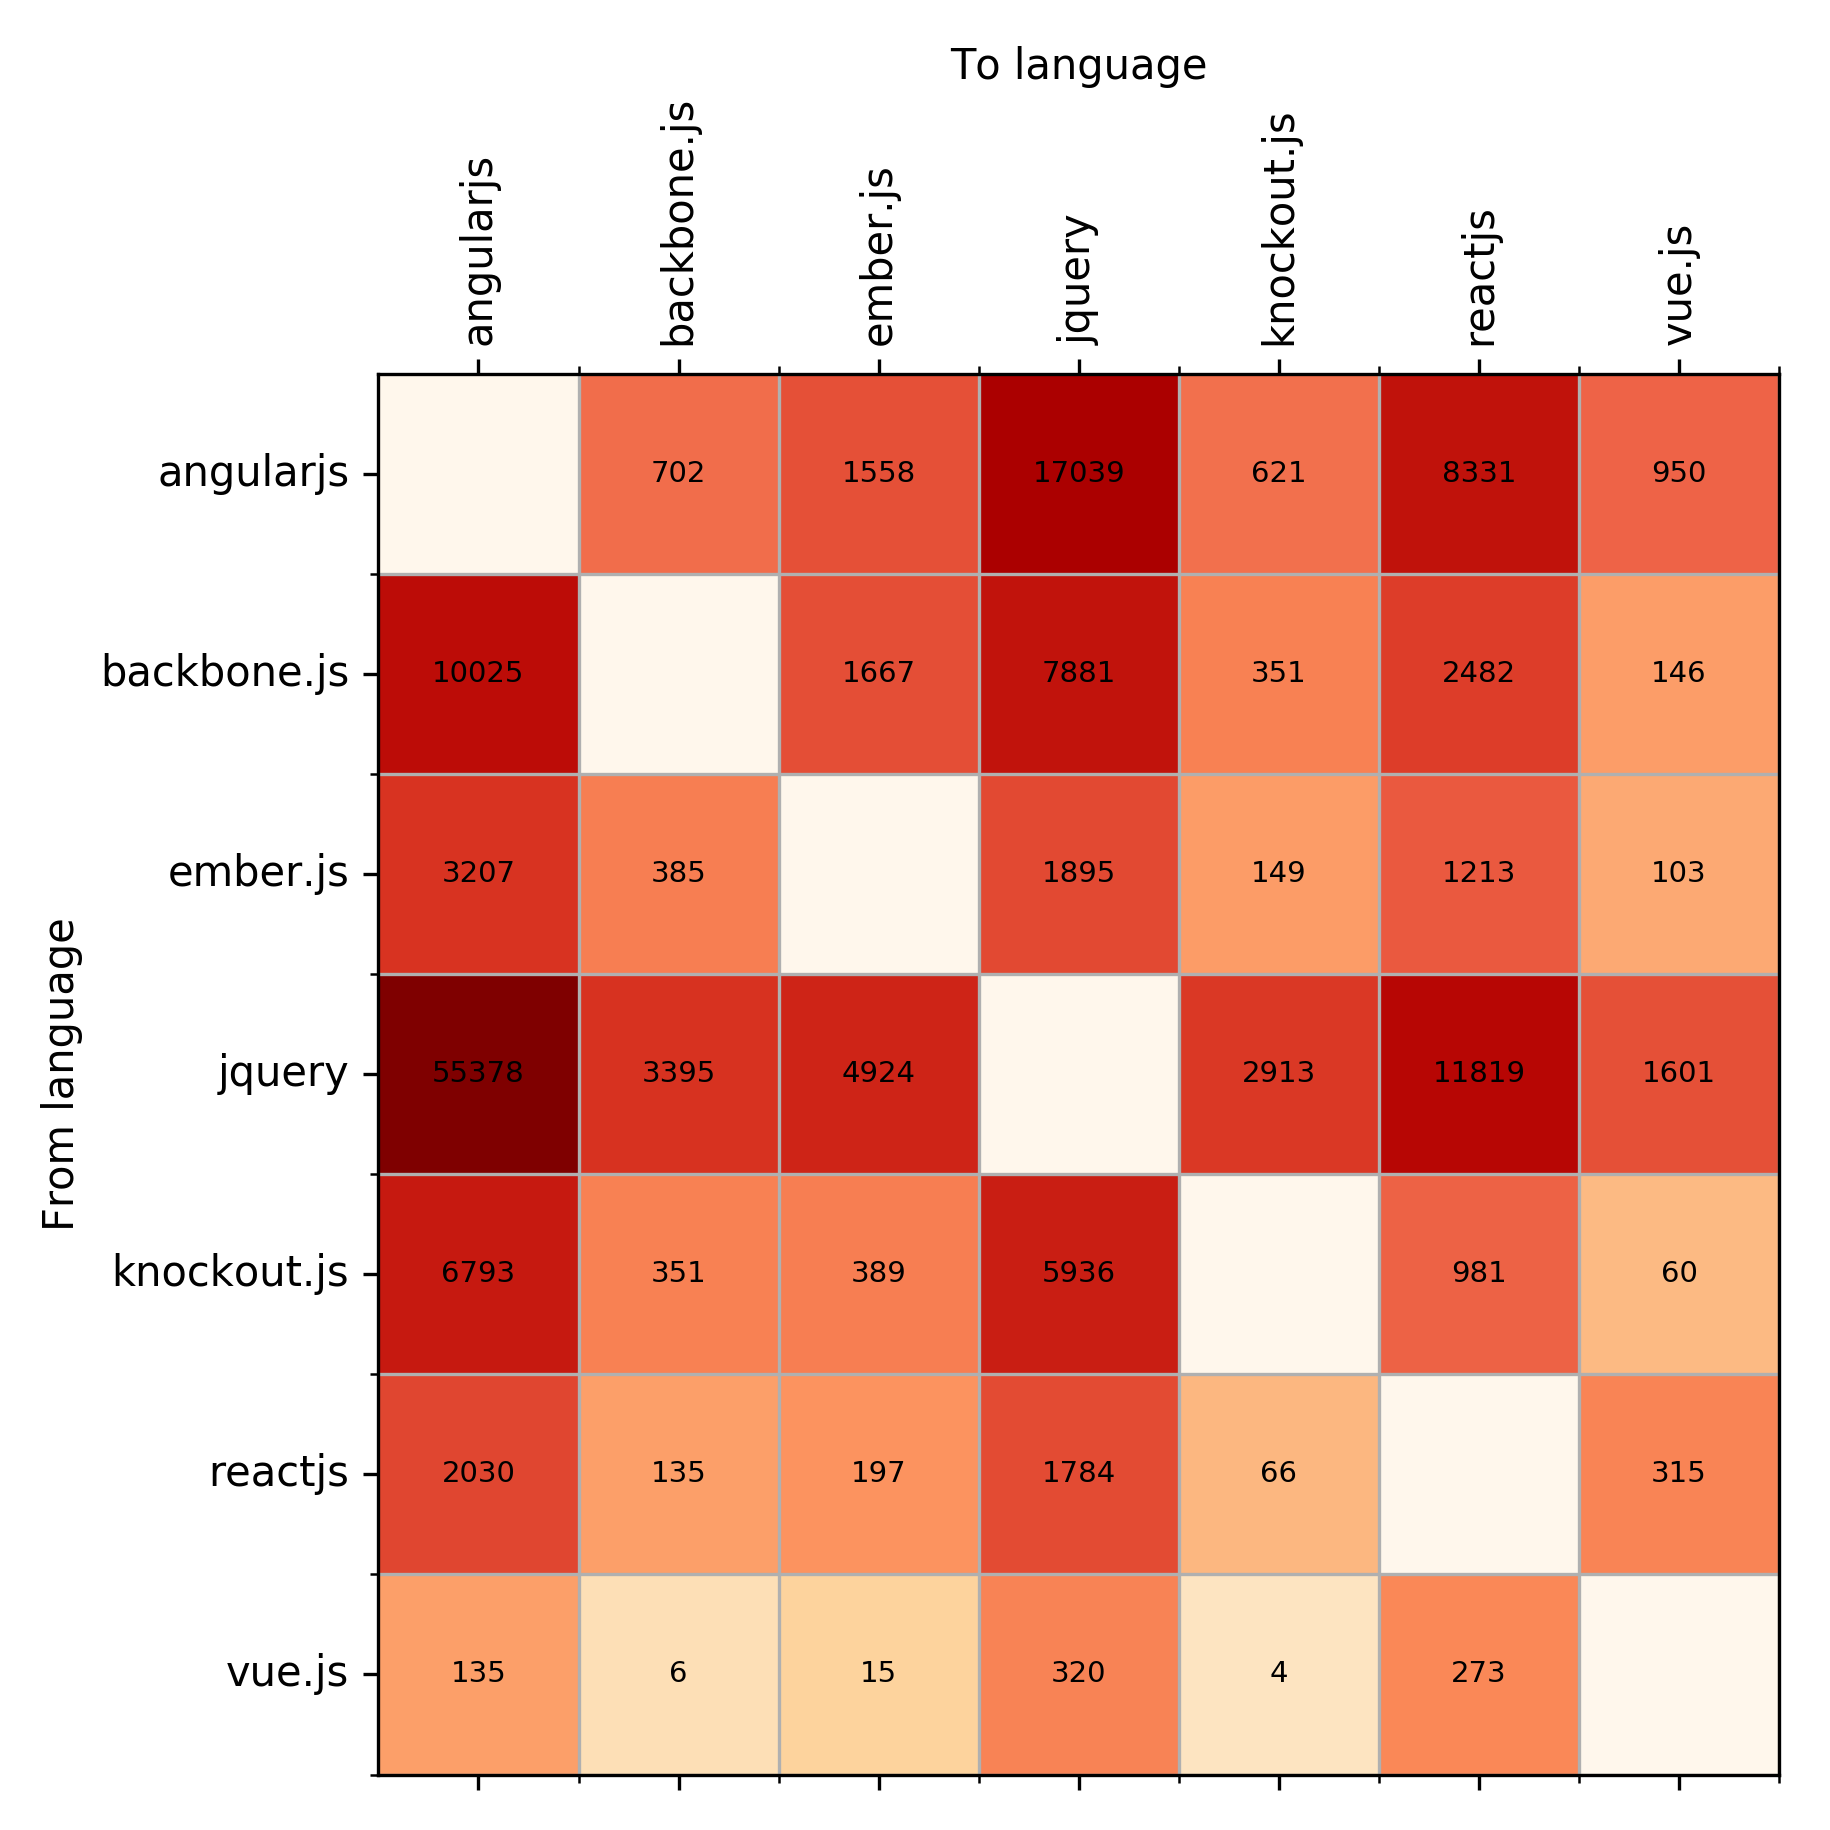 To language
angularjs backbone.js ember.js jquery knockout.js reactjs vue.js
From language
angularjs 702 1558 17039 621 8331 950
backbone.js 10025 1667 7881 351 2482 146
ember.js 3207 385 1895 149 1213 103
jquery 55378 3395 4924 2913 11819 1601
knockout.js 6793 351 389 5936 981 60
reactjs 2030 135 197 1784 66 315
vue.js 135 6 15 320 4 273